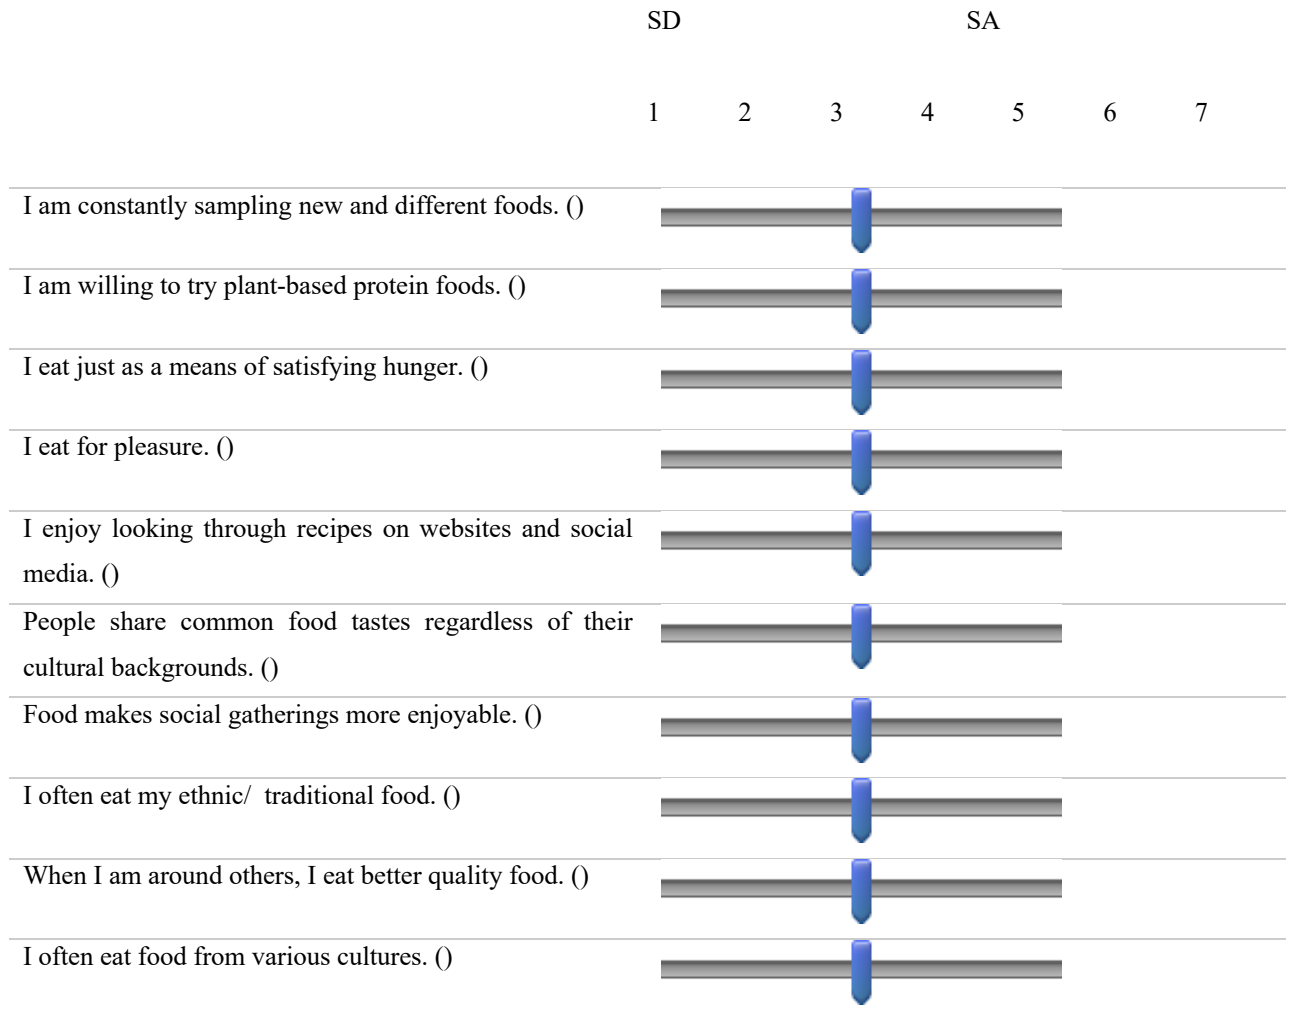 SD SA
1 2 3 4 5 6 7
I am constantly sampling new and different foods. ()
I am willing to try plant-based protein foods. ()
I eat just as a means of satisfying hunger. ()
I eat for pleasure. ()
I enjoy looking through recipes on websites and social
media. ()
People share common food tastes regardless of their
cultural backgrounds. ()
Food makes social gatherings more enjoyable. ()
I often eat my ethnic/  traditional food. ()
When I am around others, I eat better quality food. ()
I often eat food from various cultures. ()